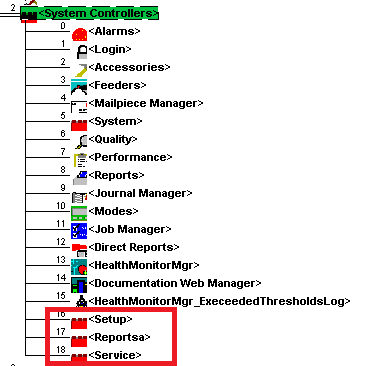 2 <System Controllers>
0 <Alarms>
1 <Login>
2 <Accessories>
3 <Feeders>
4 <Mailpiece Manager>
5 <System>
6 <Quality>
7 <Performance>
8 <Reports>
9 <Journal Manager>
10 <Modes>
11 <Job Manager>
12 <Direct Reports>
13 <HealthMonitorMgr>
14 <Documentation Web Manager>
15 <HealthMonitorMgr_ExeceededThresholdsLog>
16 <Setup>
17 <Reportsa>
18 <Service>